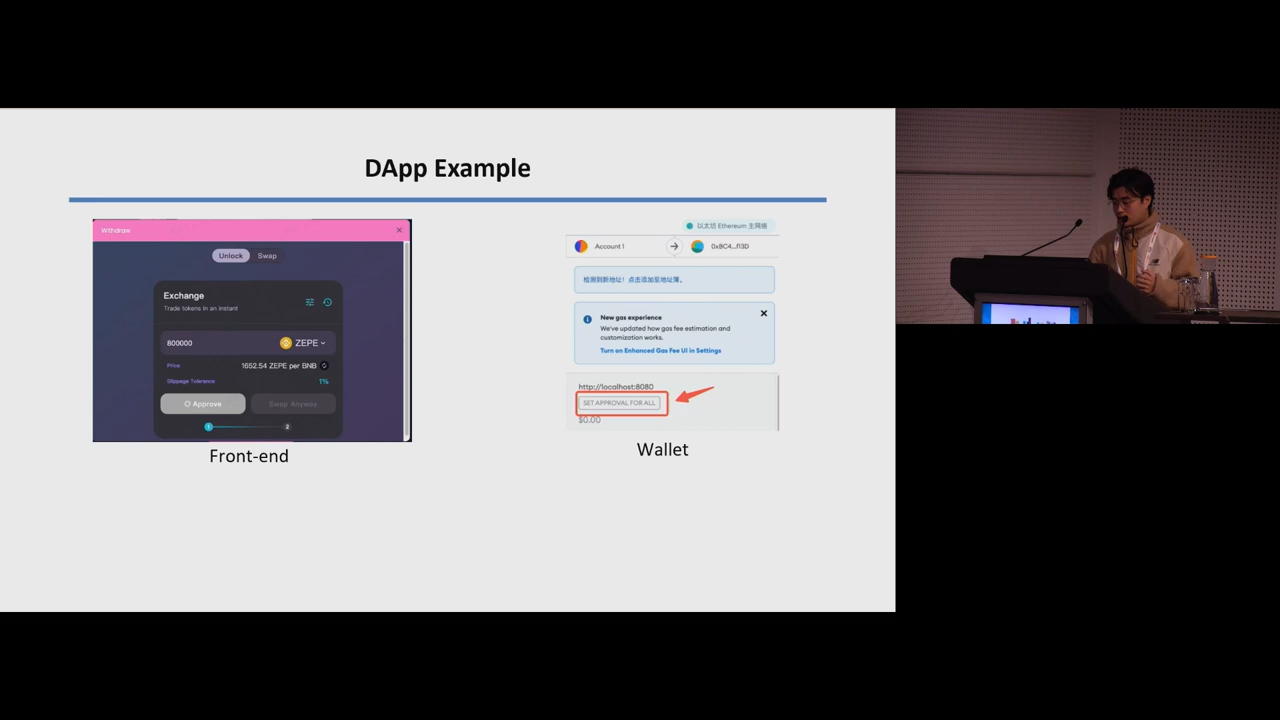 DApp Example
Withdraw
Unlock Swap
Exchange
Trade tokens in an instant
800000 ZEPE
Price 1652.54 ZEPE per BNB
Slippage Tolerance 1%
Approve Swap Anyway
1 2
Front-end
以太坊 Ethereum 主网络
Account 1 0xBC4...f13D
检测到新地址！点击添加至地址簿。
New gas experience
We've updated how gas fee estimation and
customization works.
Turn on Enhanced Gas Fee UI in Settings
http://localhost:8080
SET APPROVAL FOR ALL
$0.00
Wallet